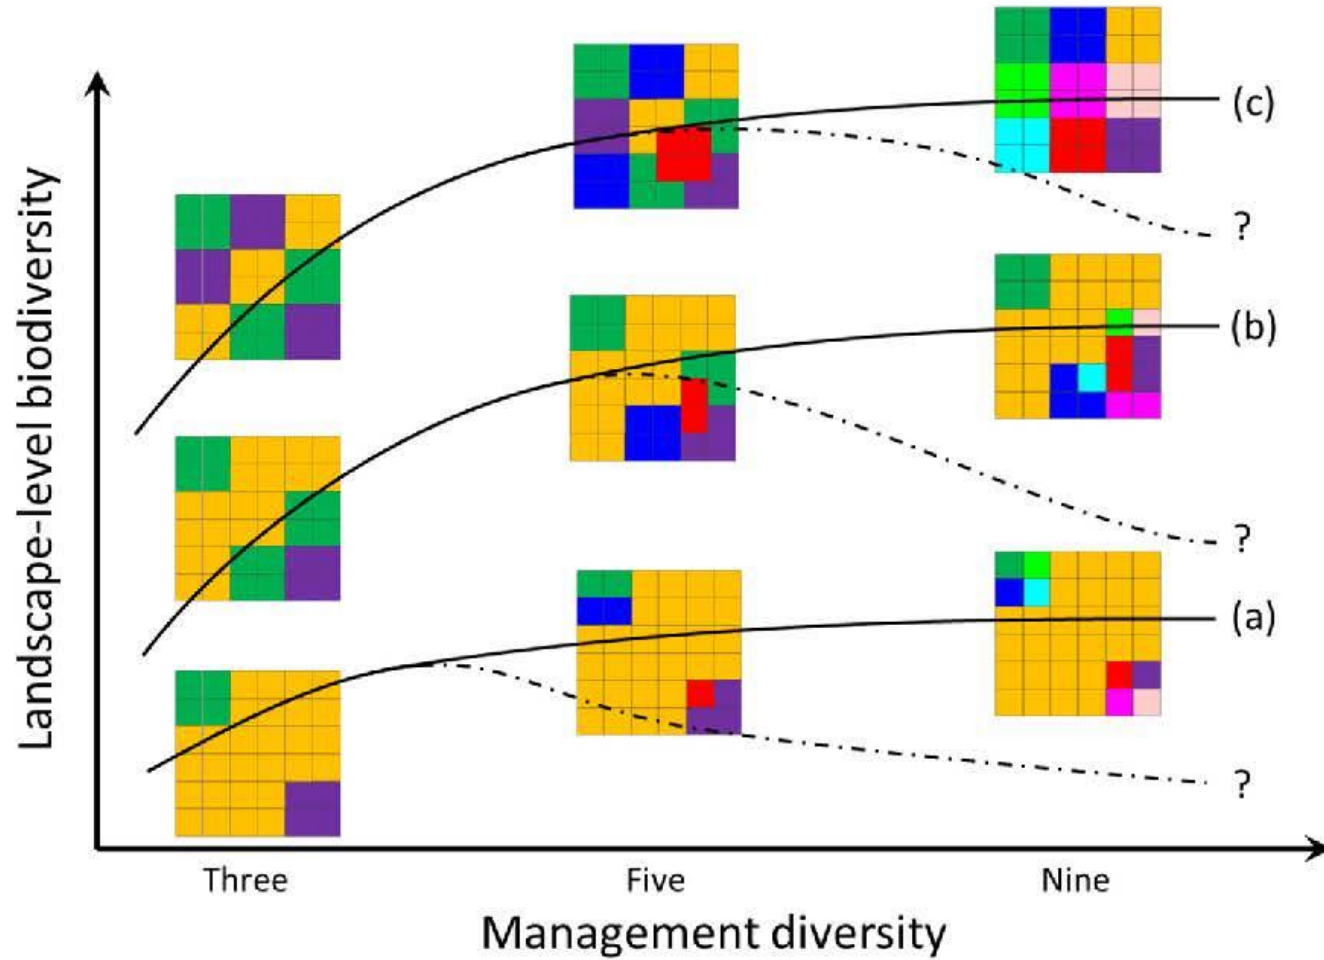 Landscape-level biodiversity
(c)
?
(b)
?
(a)
?
Three Five Nine
Management diversity